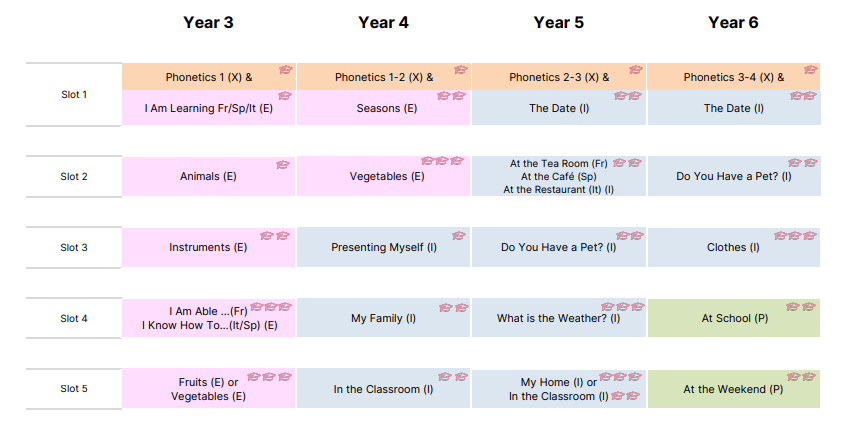 Year 3 Year 4 Year 5 Year 6
Slot 1
Phonetics 1 (X) & Phonetics 1-2 (X) & Phonetics 2-3 (X) & Phonetics 3-4 (X) &
I Am Learning Fr/Sp/It (E) Seasons (E) The Date (I) The Date (I)
Slot 2
Animals (E)
Vegetables (E)
At the Tea Room (Fr)
At the Café (Sp)
At the Restaurant (It) (I)
Do You Have a Pet? (I)
Slot 3 Instruments (E) Presenting Myself (I) Do You Have a Pet? (I) Clothes (I)
Slot 4
I Am Able ...(Fr)
I Know How To...(It/Sp) (E)
My Family (I)
What is the Weather? (I)
At School (P)
Slot 5
Fruits (E) or
Vegetables (E)
In the Classroom (I)
My Home (I) or
In the Classroom (I)
At the Weekend (P)